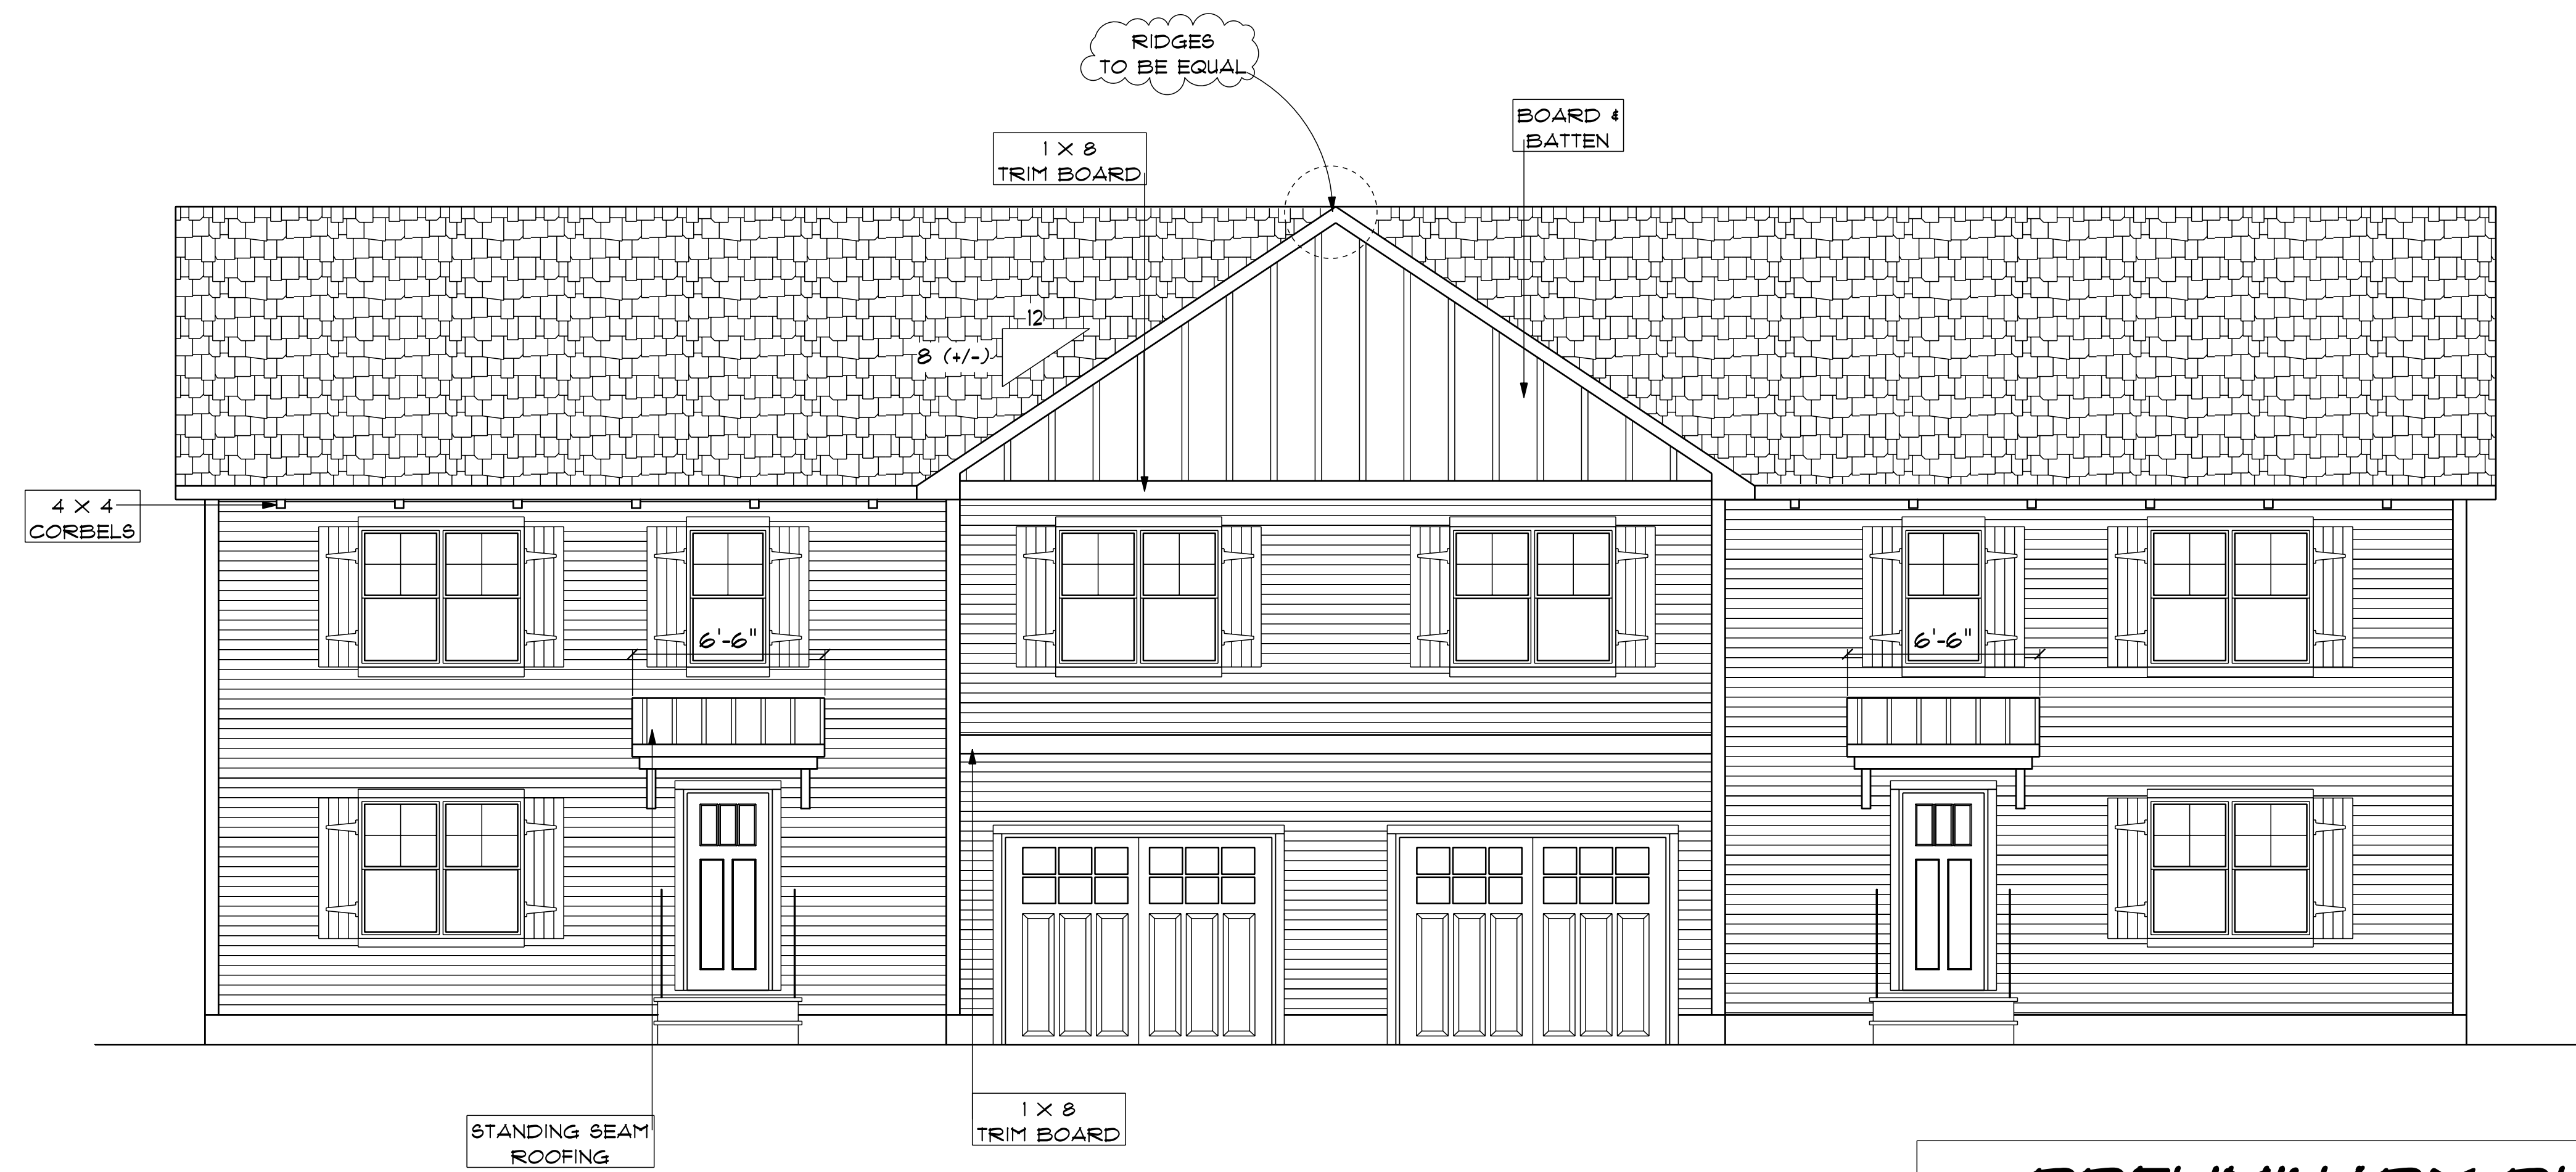 RIDGES
TO BE EQUAL
BOARD &
BATTEN
1 X 8
TRIM BOARD
12
8 (+/-)
4 X 4
CORBELS
6'-6"
6'-6"
1 X 8
TRIM BOARD
STANDING SEAM
ROOFING